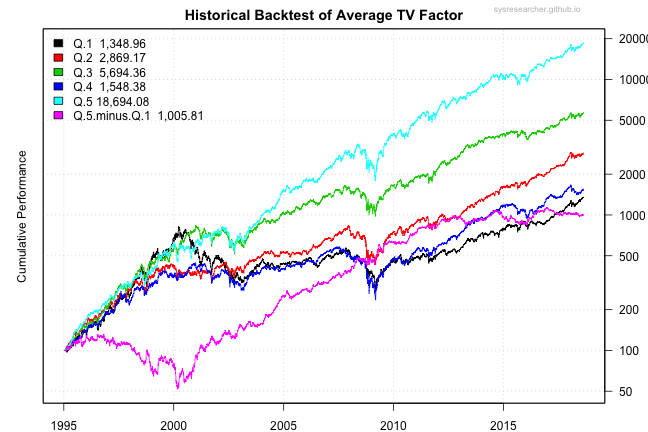 Historical Backtest of Average TV Factor
sysresearcher.github.io
Q.1 1,348.96
Q.2 2,869.17
Q.3 5,694.36
Q.4 1,548.38
Q.5 18,694.08
Q.5.minus.Q.1 1,005.81
Cumulative Performance
20000
10000
5000
2000
1000
500
200
100
50
1995 2000 2005 2010 2015